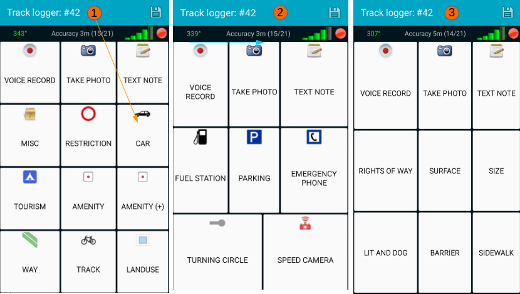 Track logger: #42
1
343°
Accuracy 3m (15/21)
VOICE RECORD
TAKE PHOTO
TEXT NOTE
MISC
RESTRICTION
CAR
TOURISM
AMENITY
AMENITY (+)
WAY
TRACK
LANDUSE
Track logger: #42
2
339°
Accuracy 3m (15/21)
VOICE
RECORD
TAKE PHOTO
TEXT NOTE
FUEL STATION
P
PARKING
EMERGENCY
PHONE
TURNING CIRCLE
SPEED CAMERA
Track logger: #42
3
307°
Accuracy 5m (14/21)
VOICE RECORD
TAKE PHOTO
TEXT NOTE
RIGHTS OF WAY
SURFACE
SIZE
LIT AND DOG
BARRIER
SIDEWALK